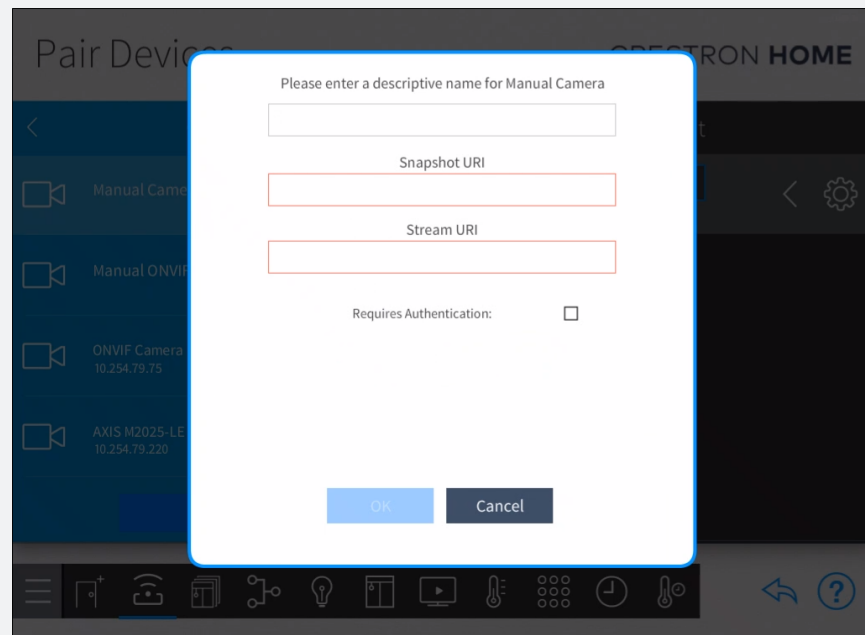 Pair Devices
CRESTRON HOME
Please enter a descriptive name for Manual Camera
Snapshot URI
Stream URI
Requires Authentication:
OK
Cancel
Manual Came
Manual ONVIF
ONVIF Camera
10.254.79.75
AXIS M2025-LE
10.254.79.220
t
?